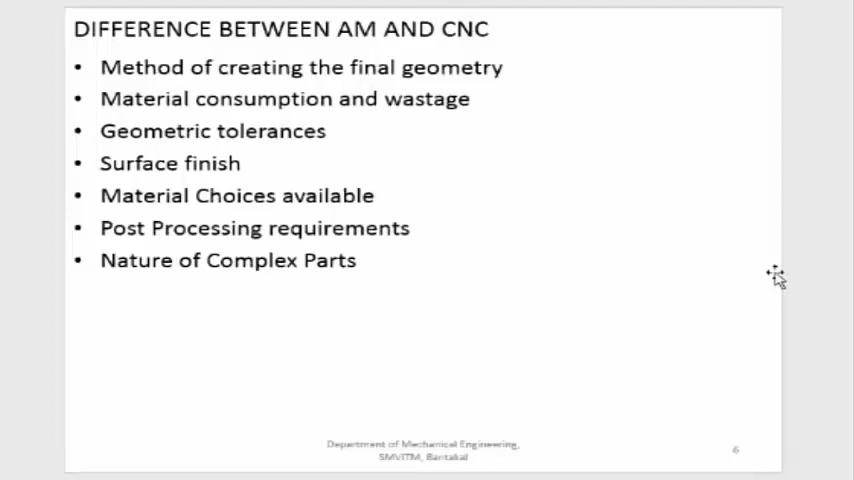 DIFFERENCE BETWEEN AM AND CNC
• Method of creating the final geometry
• Material consumption and wastage
• Geometric tolerances
• Surface finish
• Material Choices available
• Post Processing requirements
• Nature of Complex Parts
Department of Mechanical Engineering,
SMVITM, Bantakal
6